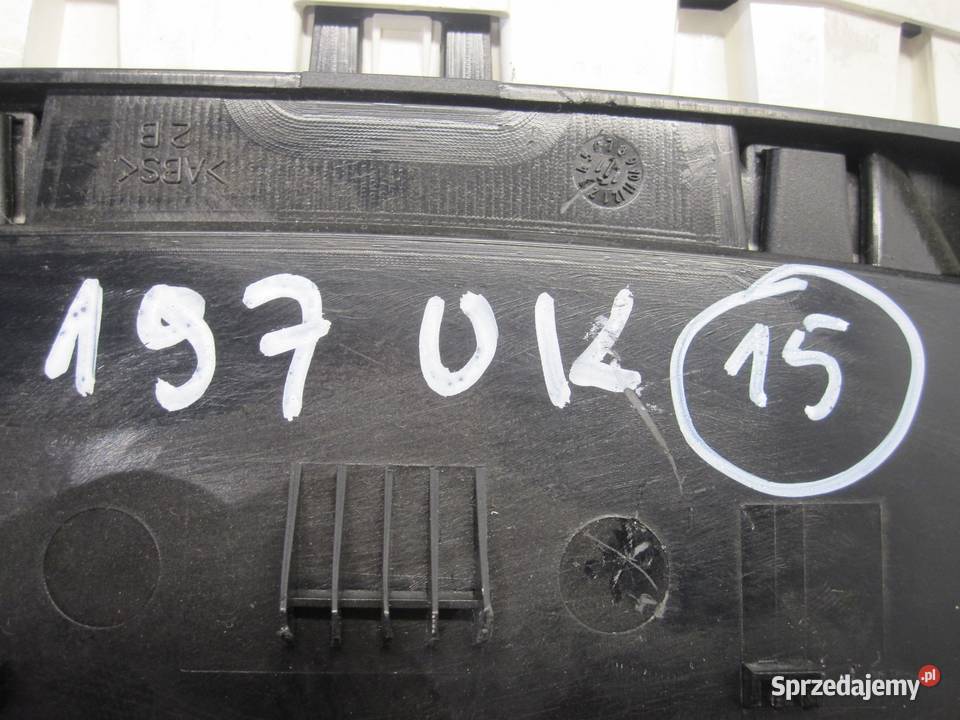 >ABS<
2B
197 UK 15
Sprzedajemy.pl